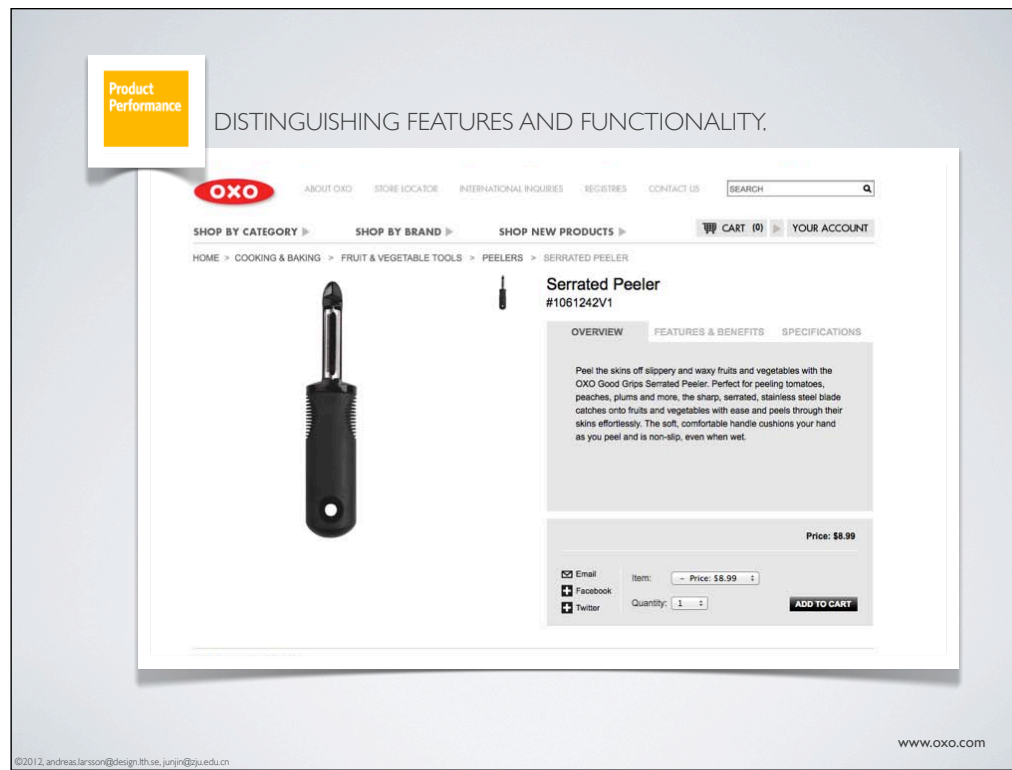 Product
Performance
DISTINGUISHING FEATURES AND FUNCTIONALITY.
OXO
ABOUT OXO STORE LOCATOR INTERNATIONAL INQUIRIES REGISTRIES CONTACT US SEARCH
SHOP BY CATEGORY SHOP BY BRAND SHOP NEW PRODUCTS CART (0) YOUR ACCOUNT
HOME > COOKING & BAKING > FRUIT & VEGETABLE TOOLS > PEELERS > SERRATED PEELER
Serrated Peeler
#1061242V1
OVERVIEW FEATURES & BENEFITS SPECIFICATIONS
Peel the skins off slippery and waxy fruits and vegetables with the
OXO Good Grips Serrated Peeler. Perfect for peeling tomatoes,
peaches, plums and more, the sharp, serrated, stainless steel blade
catches onto fruits and vegetables with ease and peels through their
skins effortlessly. The soft, comfortable handle cushions your hand
as you peel and is non-slip, even when wet.
Price: $8.99
Email
Facebook
Twitter
Item: - Price: $8.99
Quantity: 1
ADD TO CART
www.oxo.com
©2012, andreas.larsson@design.lth.se, junjin@zju.edu.cn